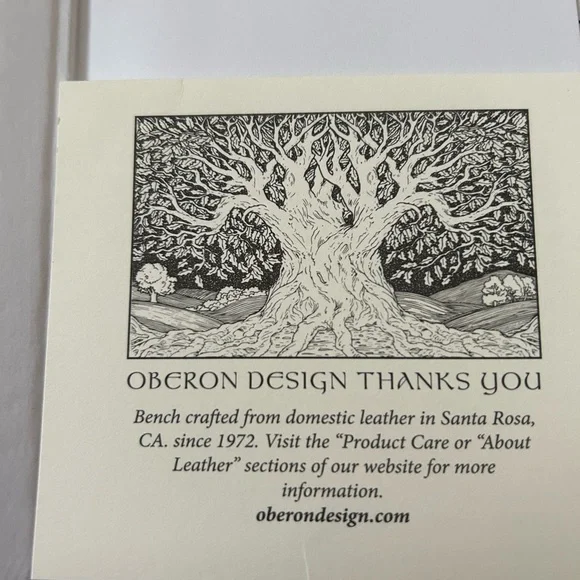 OBERON DESIGN THANKS YOU
Bench crafted from domestic leather in Santa Rosa,
CA. since 1972. Visit the “Product Care or “About
Leather” sections of our website for more
information.
oberondesign.com